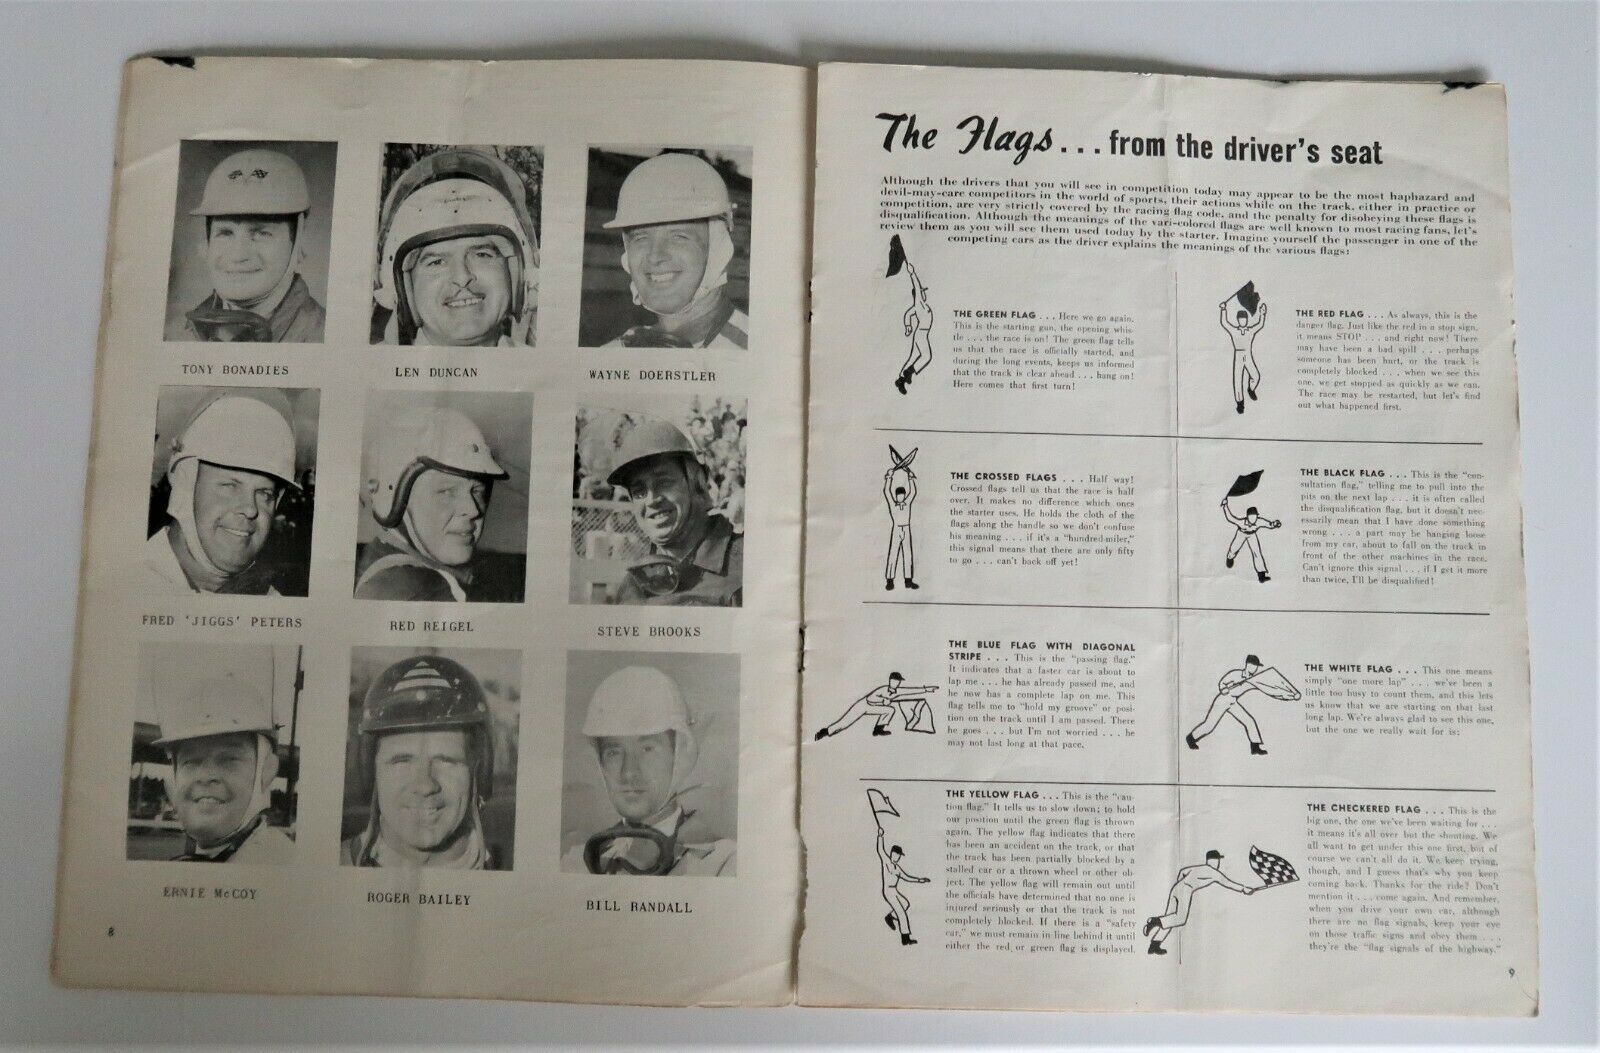 TONY BONADIES
LEN DUNCAN
WAYNE DOERSTLER
FRED 'JIGGS' PETERS
RED REIGEL
STEVE BROOKS
ERNIE McCOY
ROGER BAILEY
BILL RANDALL
8
The Flags... from the driver's seat
Although the drivers that you will see in competition today may appear to be the most haphazard and
devil-may-care competitors in the world of sports, their actions while on the track, either in practice or
competition, are very strictly covered by the racing flag code, and the penalty for disobeying these flags is
disqualification. Although the meanings of the vari-colored flags are well known to most racing fans, let's
review them as you will see them used today by the starter. Imagine yourself the passenger in one of the
competing cars as the driver explains the meanings of the various flags:
THE GREEN FLAG . . . Here we go again.
This is the starting gun, the opening whis-
tle . . . the race is on! The green flag tells
us that the race is officially started, and
during the long events, keeps us informed
that the track is clear ahead . . . hang on!
Here comes that first turn!
THE RED FLAG . . . As always, this is the
danger flag. Just like the red in a stop sign,
it means STOP . . . and right now! There
may have been a bad spill . . . perhaps
someone has been hurt, or the track is
completely blocked . . . when we see this
one, we get stopped as quickly as we can.
The race may be restarted, but let's find
out what happened first.
THE CROSSED FLAGS . . . Half way!
Crossed flags tell us that the race is half
over. It makes no difference which ones
the starter uses. He holds the cloth of the
flags along the handle so we don't confuse
his meaning . . . if it's a "hundred-miler,"
this signal means that there are only fifty
to go . . . can't back off yet!
THE BLACK FLAG . . . This is the "con-
sultation flag," telling me to pull into the
pits on the next lap . . . it is often called
the disqualification flag, but it doesn't nec-
essarily mean that I have done something
wrong . . . a part may be hanging loose
from my car, about to fall on the track in
front of the other machines in the race.
Can't ignore this signal . . . if I get it more
than twice, I'll be disqualified!
THE BLUE FLAG WITH DIAGONAL
STRIPE . . . This is the "passing flag."
It indicates that a faster car is about to
lap me . . . he has already passed me, and
he now has a complete lap on me. This
flag tells me to "hold my groove" or posi-
tion on the track until I am passed. There
he goes . . . but I'm not worried . . . he
may not last long at that pace.
THE WHITE FLAG . . . This one means
simply "one more lap" . . . we've been a
little too busy to count them, and this lets
us know that we are starting on that last
long lap. We're always glad to see this one,
but the one we really wait for is:
THE YELLOW FLAG . . . This is the "cau-
tion flag." It tells us to slow down; to hold
our position until the green flag is thrown
again. The yellow flag indicates that there
has been an accident on the track, or that
the track has been partially blocked by a
stalled car or a thrown wheel or other ob-
ject. The yellow flag will remain out until
the officials have determined that no one is
injured seriously or that the track is not
completely blocked. If there is a "safety
car," we must remain in line behind it until
either the red or green flag is displayed.
THE CHECKERED FLAG . . . This is the
big one, the one we've been waiting for . . .
it means it's all over but the shouting. We
all want to get under this one first, but of
course we can't all do it. We keep trying,
though, and I guess that's why you keep
coming back. Thanks for the ride? Don't
mention it . . . come again. And remember,
when you drive your own car, although
there are no flag signals, keep your eye
on those traffic signs and obey them . . .
they're the "flag signals of the highway."
9